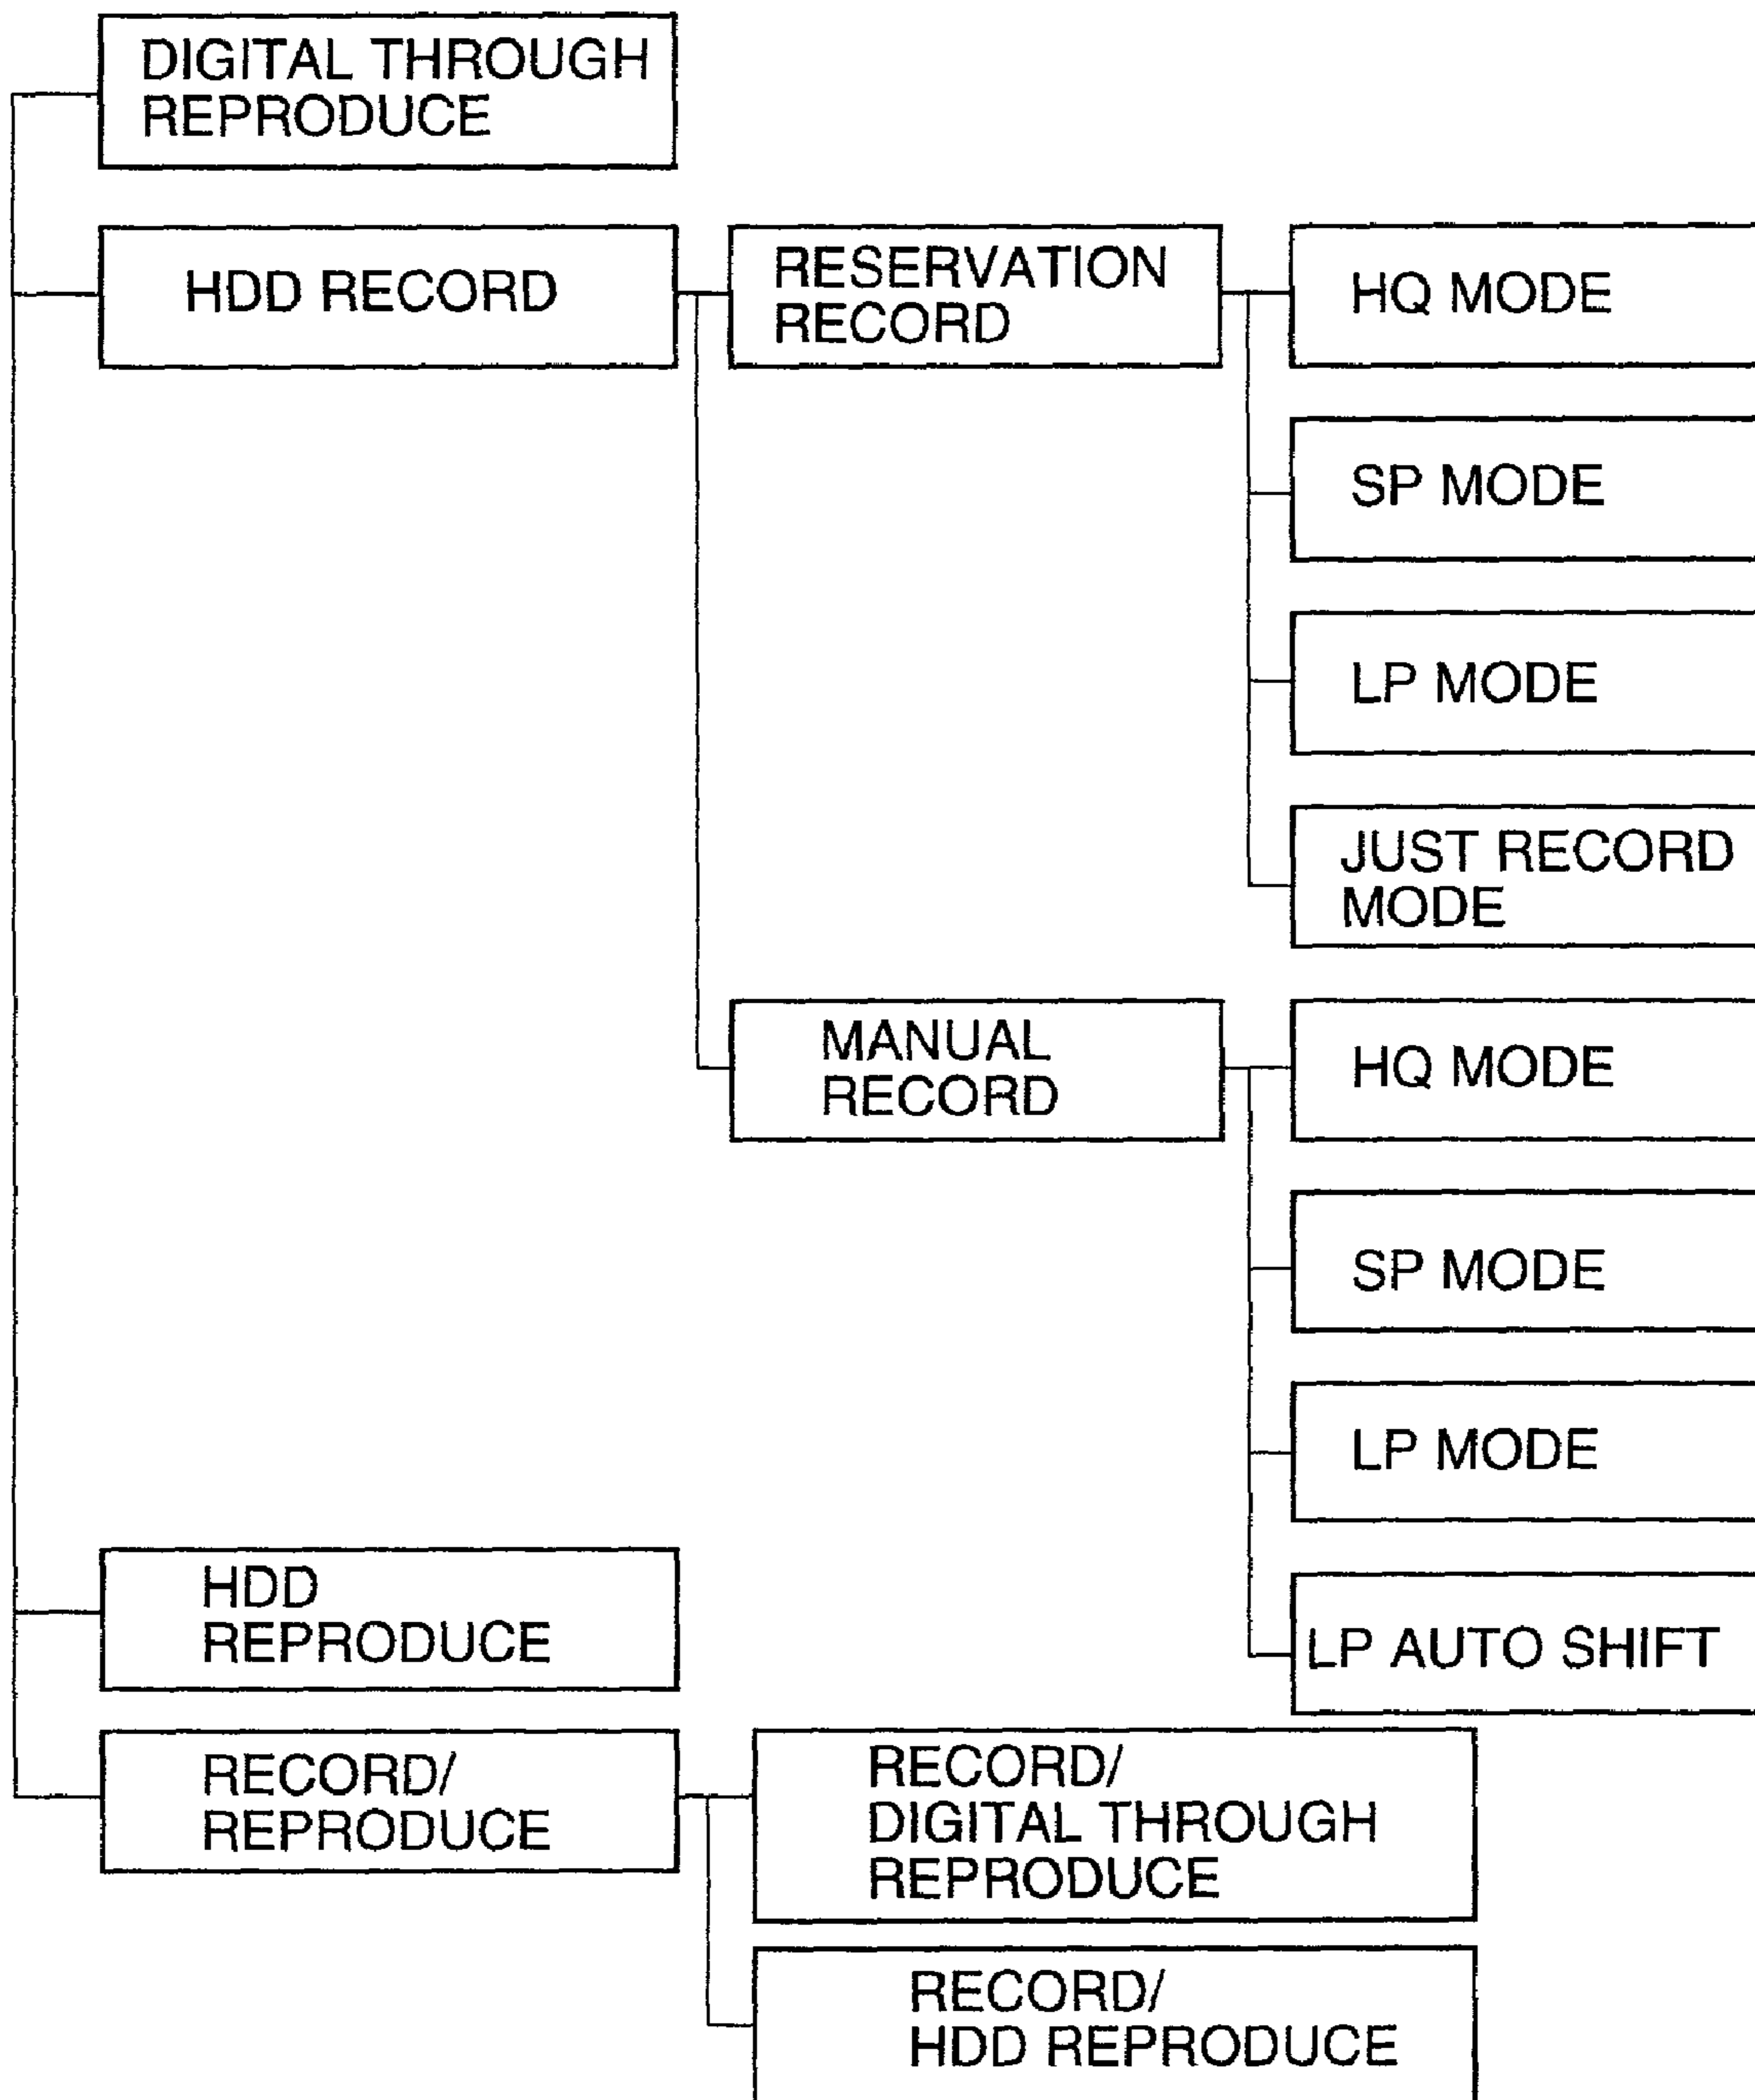 DIGITAL THROUGH
REPRODUCE
HDD RECORD
RESERVATION
RECORD
HQ MODE
SP MODE
LP MODE
JUST RECORD
MODE
MANUAL
RECORD
HQ MODE
SP MODE
LP MODE
LP AUTO SHIFT
HDD
REPRODUCE
RECORD/
REPRODUCE
RECORD/
DIGITAL THROUGH
REPRODUCE
RECORD/
HDD REPRODUCE